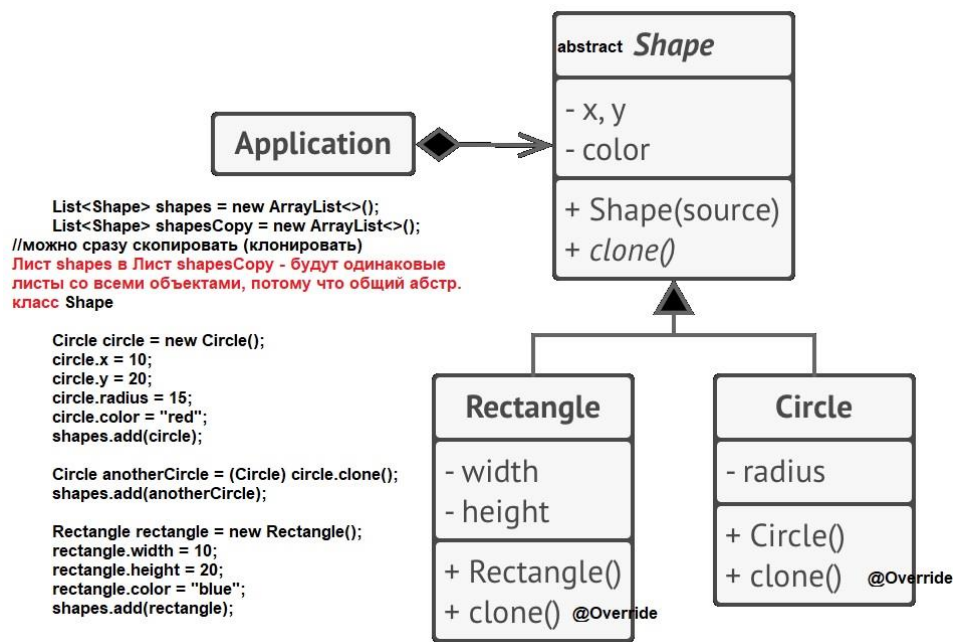 abstract Shape
- x, y
- color
+ Shape(source)
+ clone()
Application
List<Shape> shapes = new ArrayList<>();
List<Shape> shapesCopy = new ArrayList<>();
//можно сразу скопировать (клонировать)
Лист shapes в Лист shapesCopy - будут одинаковые
листы со всеми объектами, потому что общий абстр.
класс Shape
Circle circle = new Circle();
circle.x = 10;
circle.y = 20;
circle.radius = 15;
circle.color = "red";
shapes.add(circle);
Circle anotherCircle = (Circle) circle.clone();
shapes.add(anotherCircle);
Rectangle rectangle = new Rectangle();
rectangle.width = 10;
rectangle.height = 20;
rectangle.color = "blue";
shapes.add(rectangle);
Rectangle
- width
- height
+ Rectangle()
+ clone() @Override
Circle
- radius
+ Circle()
+ clone() @Override